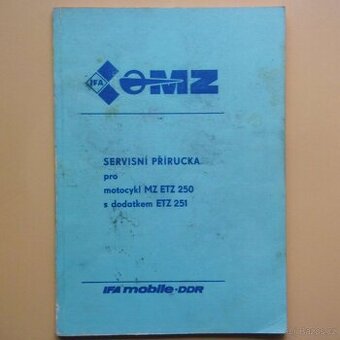 IFA
MZ
SERVISNÍ PŘÍRUCKA
pro
motocykl MZ ETZ 250
s dodatkem ETZ 251
IFA mobile-DDR